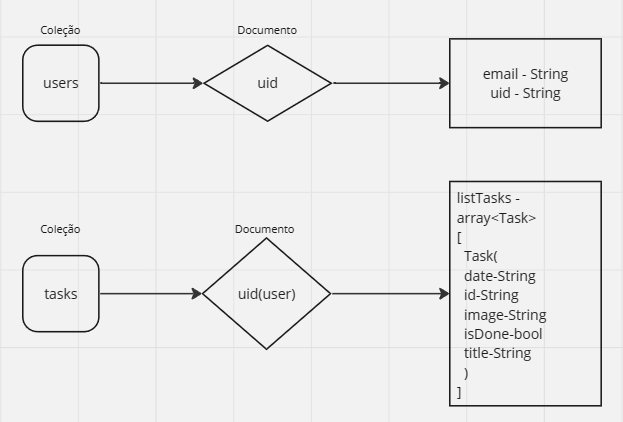 Coleção
Documento
users
uid
email - String
uid - String
Coleção
Documento
tasks
uid(user)
listTasks -
array<Task>
[
Task(
date-String
id-String
image-String
isDone-bool
title-String
)
]